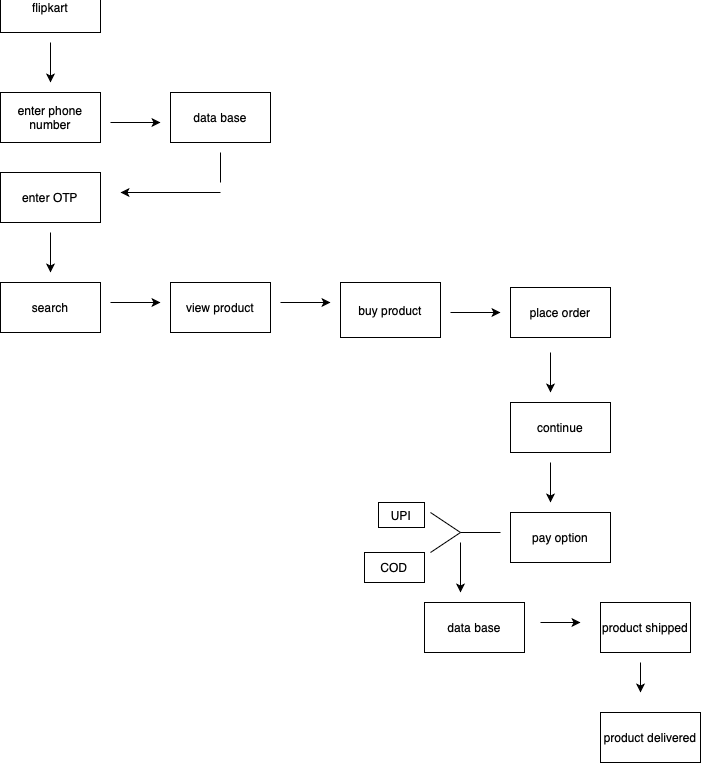 flipkart
enter phone
number
data base
enter OTP
search
view product
buy product
place order
continue
UPI
pay option
COD
data base
product shipped
product delivered